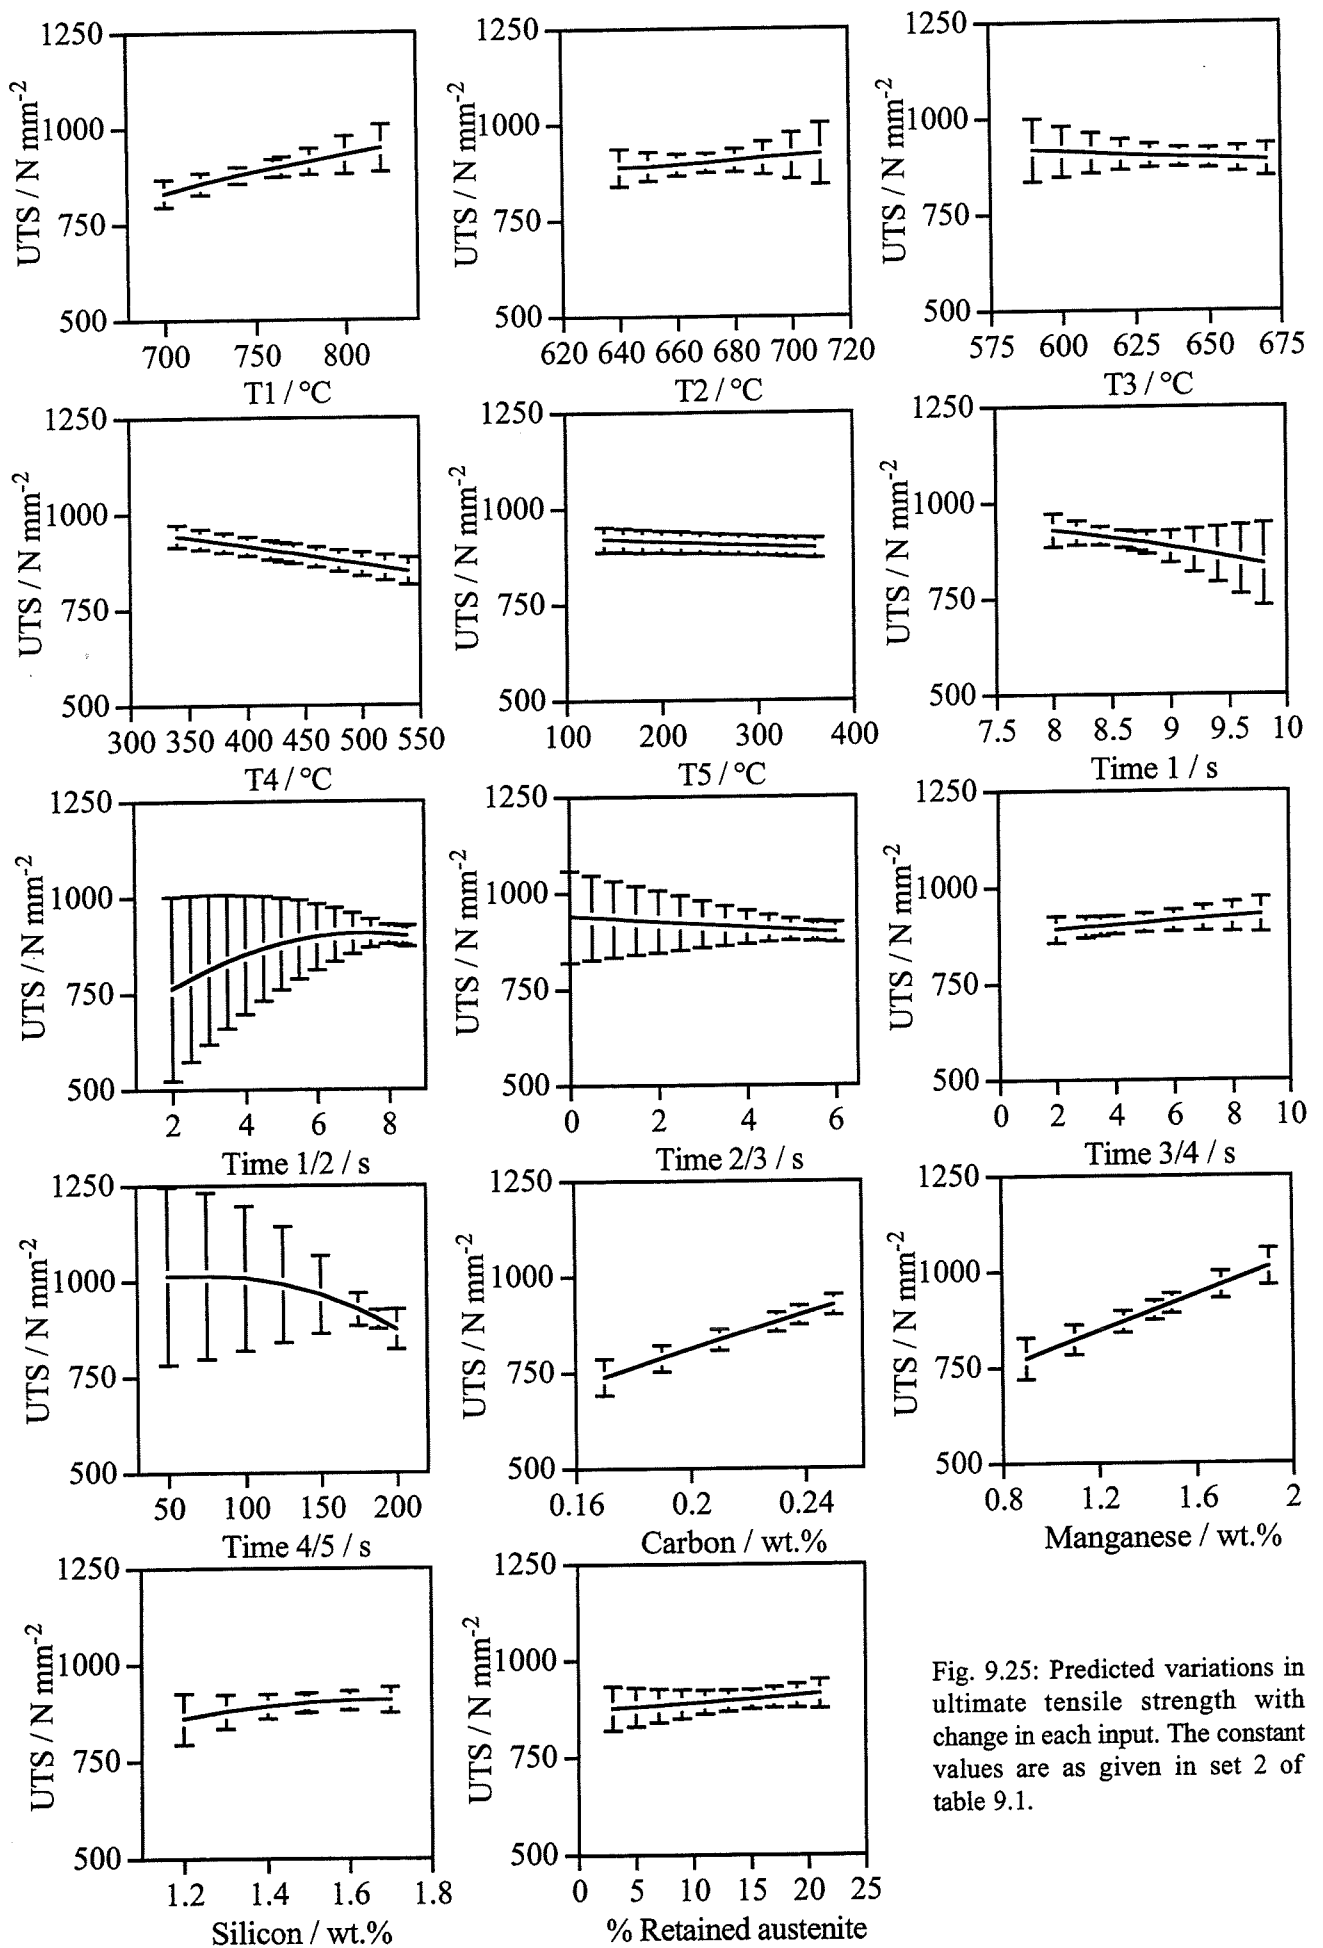 1250
1000
750
500
UTS / N mm-2
700 750 800
T1 / °C
1250
1000
750
500
UTS / N mm-2
620 640 660 680 700 720
T2 / °C
1250
1000
750
500
UTS / N mm-2
575 600 625 650 675
T3 / °C
1250
1000
750
500
UTS / N mm-2
300 350 400 450 500 550
T4 / °C
1250
1000
750
500
UTS / N mm-2
100 200 300 400
T5 / °C
1250
1000
750
500
UTS / N mm-2
7.5 8 8.5 9 9.5 10
Time 1 / s
1250
1000
750
500
UTS / N mm-2
2 4 6 8
Time 1/2 / s
1250
1000
750
500
UTS / N mm-2
0 2 4 6
Time 2/3 / s
1250
1000
750
500
UTS / N mm-2
0 2 4 6 8 10
Time 3/4 / s
1250
1000
750
500
UTS / N mm-2
50 100 150 200
Time 4/5 / s
1250
1000
750
500
UTS / N mm-2
0.16 0.2 0.24
Carbon / wt.%
1250
1000
750
500
UTS / N mm-2
0.8 1.2 1.6 2
Manganese / wt.%
1250
1000
750
500
UTS / N mm-2
1.2 1.4 1.6 1.8
Silicon / wt.%
1250
1000
750
500
UTS / N mm-2
0 5 10 15 20 25
% Retained austenite
Fig. 9.25: Predicted variations in
ultimate tensile strength with
change in each input. The constant
values are as given in set 2 of
table 9.1.